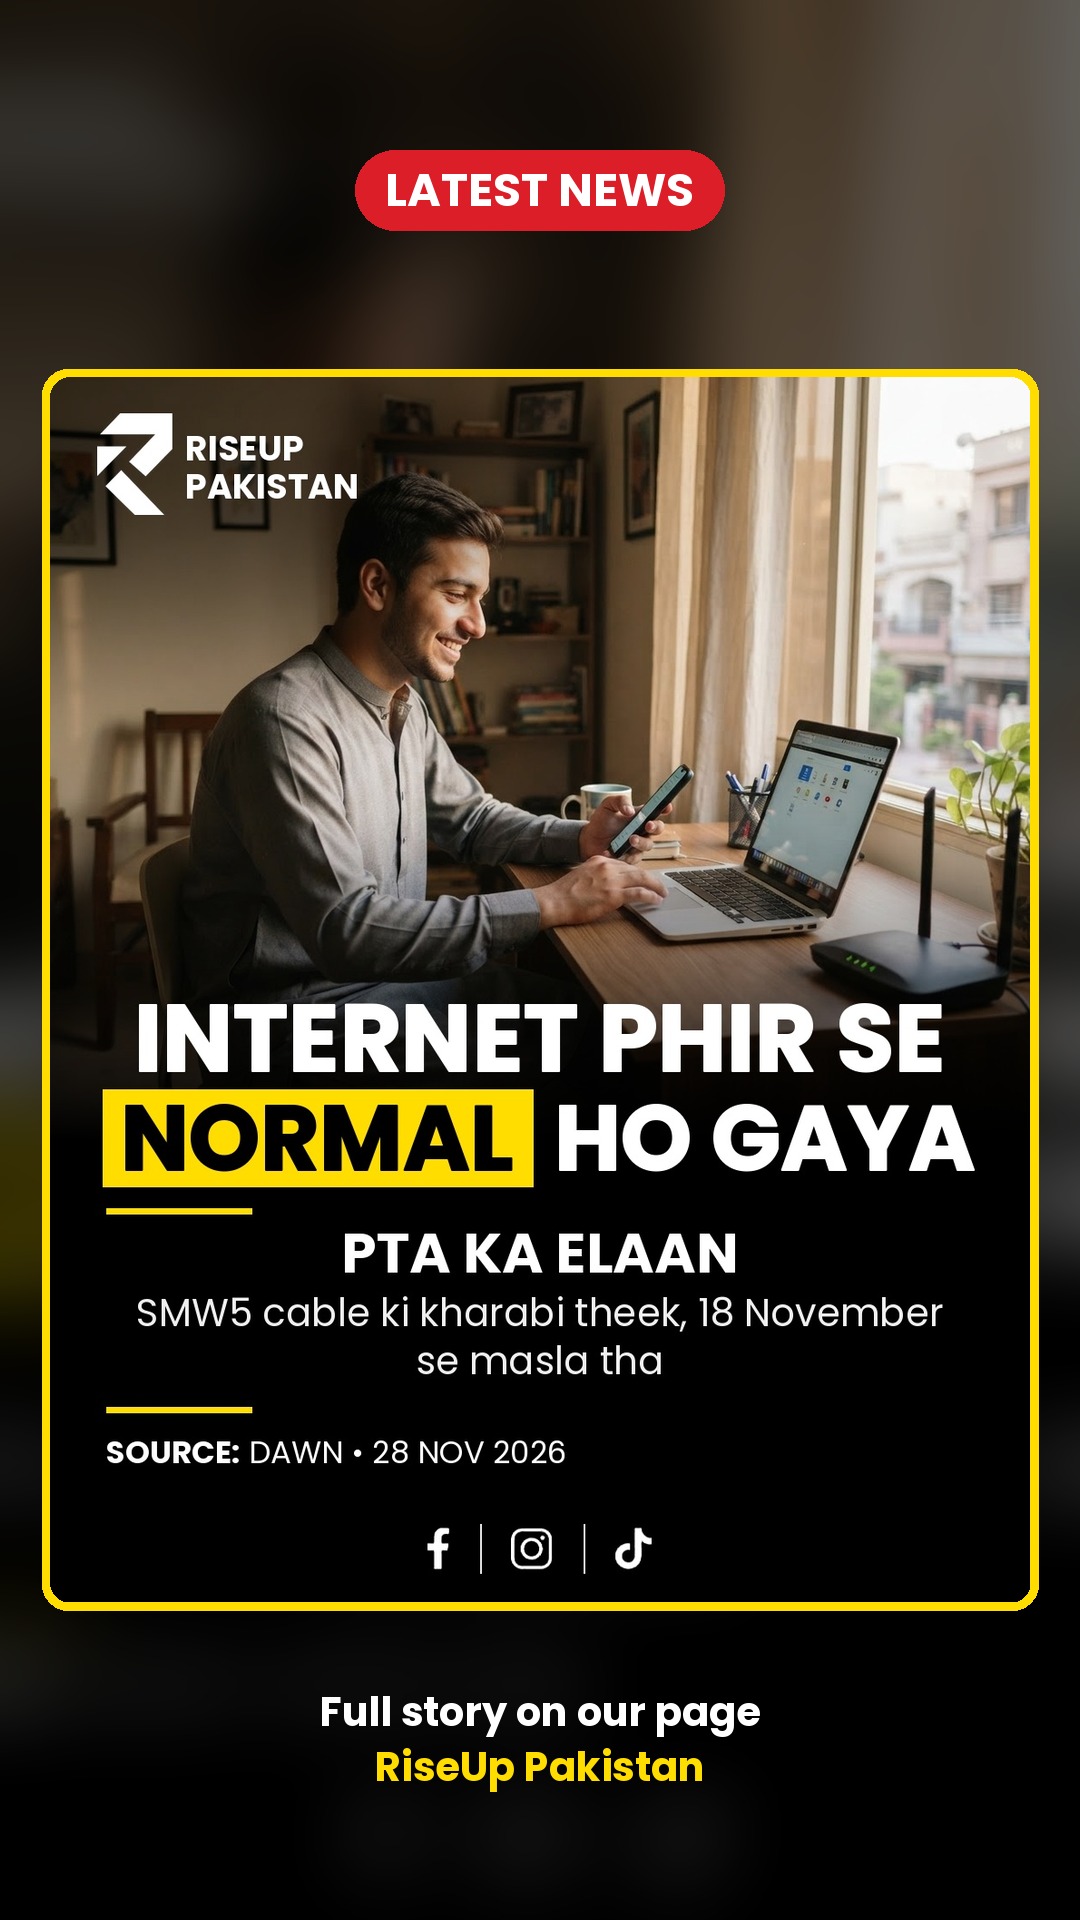 LATEST NEWS
RISEUP
PAKISTAN
INTERNET PHIR SE
NORMAL HO GAYA
PTA KA ELAAN
SMW5 cable ki kharabi theek, 18 November
se masla tha
SOURCE: DAWN • 28 NOV 2026
Full story on our page
RiseUp Pakistan